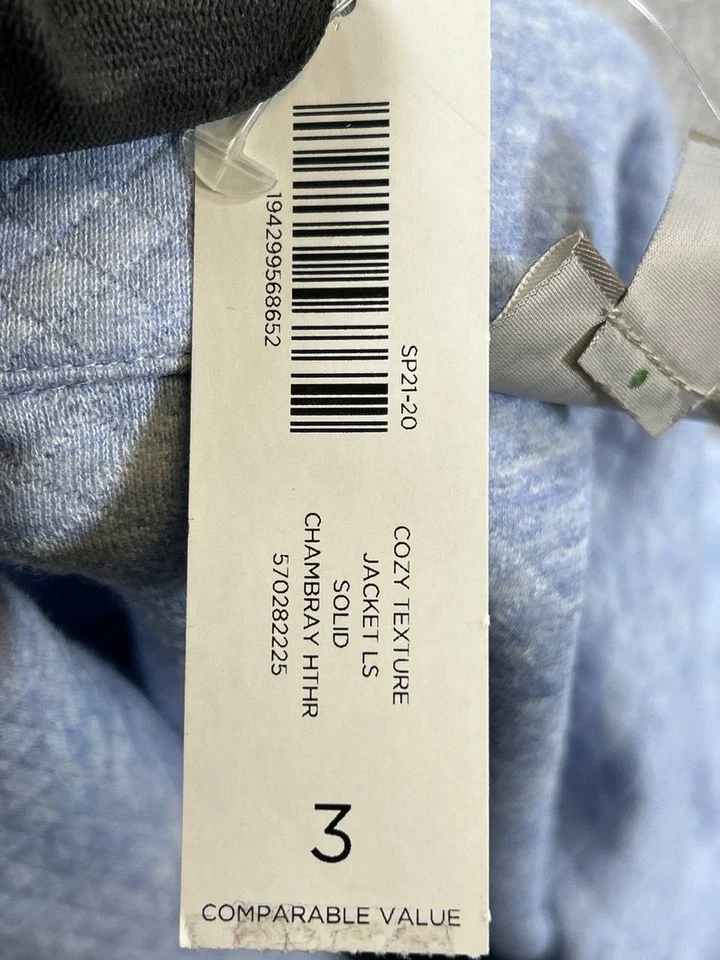 194299568652
SP21-20
COZY TEXTURE
JACKET LS
SOLID
CHAMBRAY HTHR
570282225
3
COMPARABLE VALUE